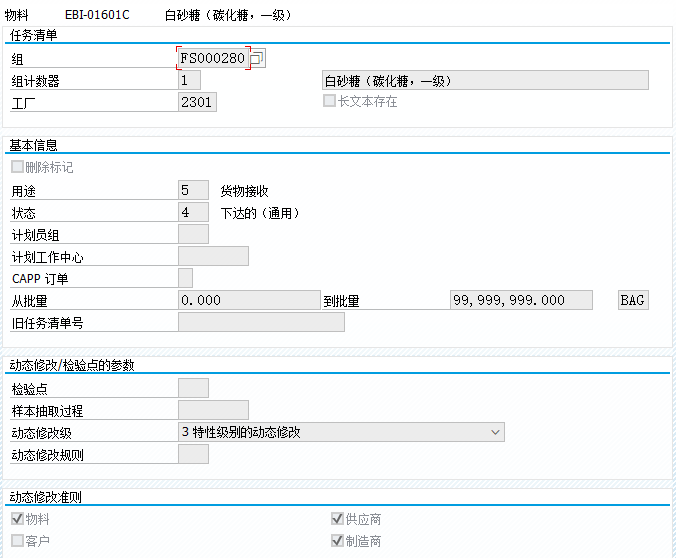 物料 EBI-01601C 白砂糖（碳化糖，一级）
任务清单
组 FS000280
组计数器 1 白砂糖（碳化糖，一级）
工厂 2301 长文本存在
基本信息
删除标记
用途 5 货物接收
状态 4 下达的（通用）
计划员组
计划工作中心
CAPP 订单
从批量 0.000 到批量 99,999,999.000 BAG
旧任务清单号
动态修改/检验点的参数
检验点
样本抽取过程
动态修改级 3 特性级别的动态修改
动态修改规则
动态修改准则
物料 供应商
客户 制造商